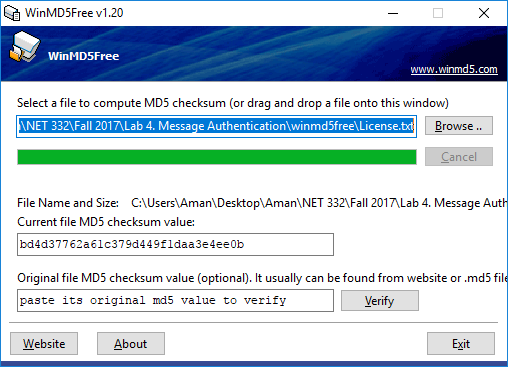 WinMD5Free v1.20
WinMD5Free
www.winmd5.com
Select a file to compute MD5 checksum (or drag and drop a file onto this window)
\NET 332\Fall 2017\Lab 4. Message Authentication\winmd5free\License.txt
Browse ..
Cancel
File Name and Size: C:\Users\Aman\Desktop\Aman\NET 332\Fall 2017\Lab 4. Message Auth
Current file MD5 checksum value:
bd4d37762a61c379d449f1daa3e4ee0b
Original file MD5 checksum value (optional). It usually can be found from website or .md5 file
paste its original md5 value to verify
Verify
Website
About
Exit